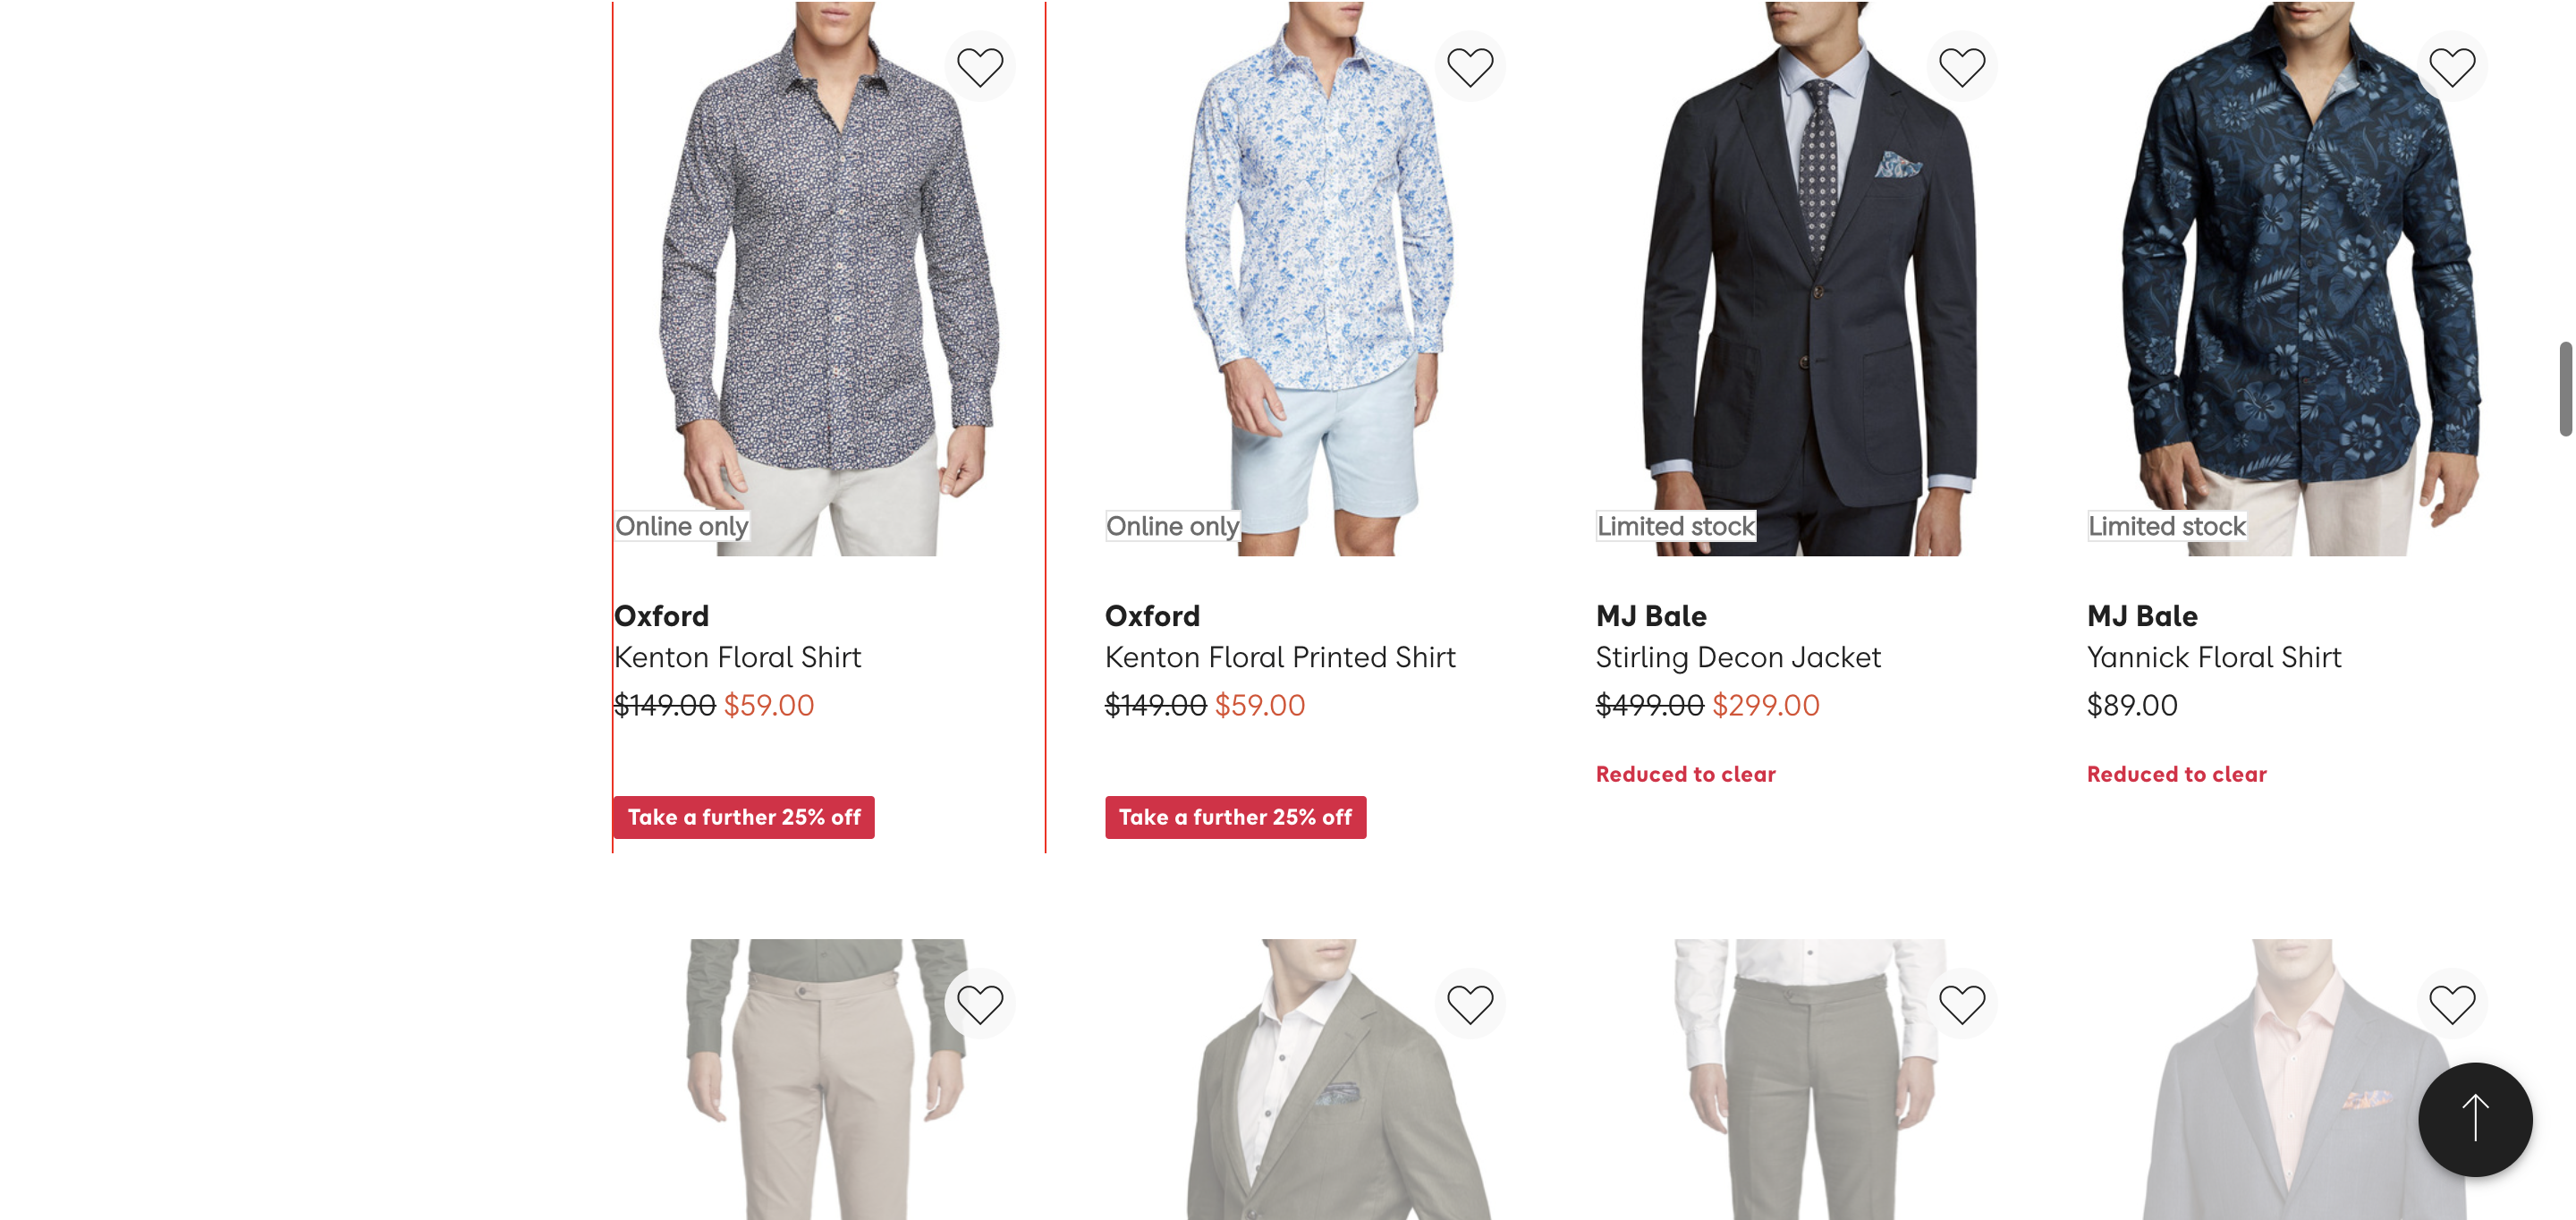 Online only
Oxford
Kenton Floral Shirt
$149.00 $59.00
Take a further 25% off
Online only
Oxford
Kenton Floral Printed Shirt
$149.00 $59.00
Take a further 25% off
Limited stock
MJ Bale
Stirling Decon Jacket
$499.00 $299.00
Reduced to clear
Limited stock
MJ Bale
Yannick Floral Shirt
$89.00
Reduced to clear